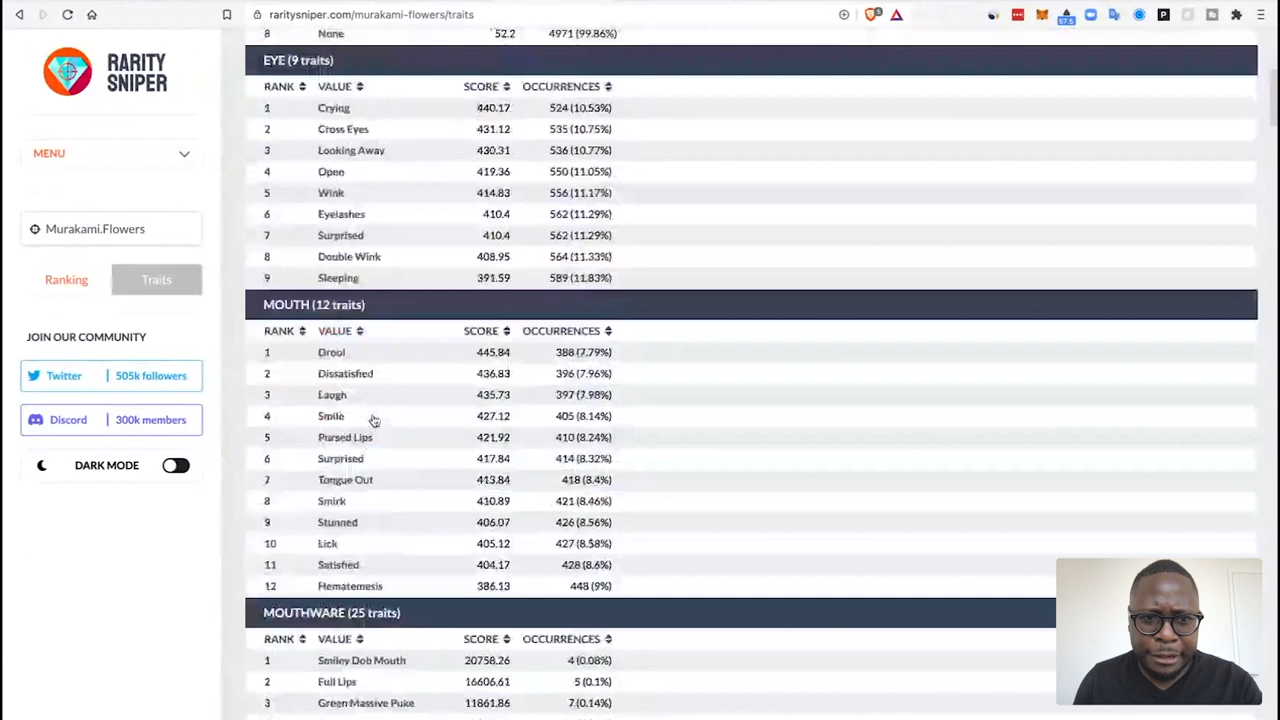 raritysniper.com/murakami-flowers/traits
RARITY
SNIPER
MENU
Murakami.Flowers
Ranking
Traits
JOIN OUR COMMUNITY
Twitter | 505k followers
Discord | 300k members
DARK MODE
8 None 52.2 4971 (99.86%)
EYE (9 traits)
RANK VALUE SCORE OCCURRENCES
1 Crying 440.17 524 (10.53%)
2 Cross Eyes 431.12 535 (10.75%)
3 Looking Away 430.31 536 (10.77%)
4 Open 419.36 550 (11.05%)
5 Wink 414.83 556 (11.17%)
6 Eyelashes 410.4 562 (11.29%)
7 Surprised 410.4 562 (11.29%)
8 Double Wink 408.95 564 (11.33%)
9 Sleeping 391.59 589 (11.83%)
MOUTH (12 traits)
RANK VALUE SCORE OCCURRENCES
1 Drool 445.84 388 (7.79%)
2 Dissatisfied 436.83 396 (7.96%)
3 Laugh 435.73 397 (7.98%)
4 Smile 427.12 405 (8.14%)
5 Pursed Lips 421.92 410 (8.24%)
6 Surprised 417.84 414 (8.32%)
7 Tongue Out 413.84 418 (8.4%)
8 Smirk 410.89 421 (8.46%)
9 Stunned 406.07 426 (8.56%)
10 Lick 405.12 427 (8.58%)
11 Satisfied 404.17 428 (8.6%)
12 Hematemesis 386.13 448 (9%)
MOUTHWARE (25 traits)
RANK VALUE SCORE OCCURRENCES
1 Smiley Dob Mouth 20758.26 4 (0.08%)
2 Full Lips 16606.61 5 (0.1%)
3 Green Massive Puke 11861.86 7 (0.14%)